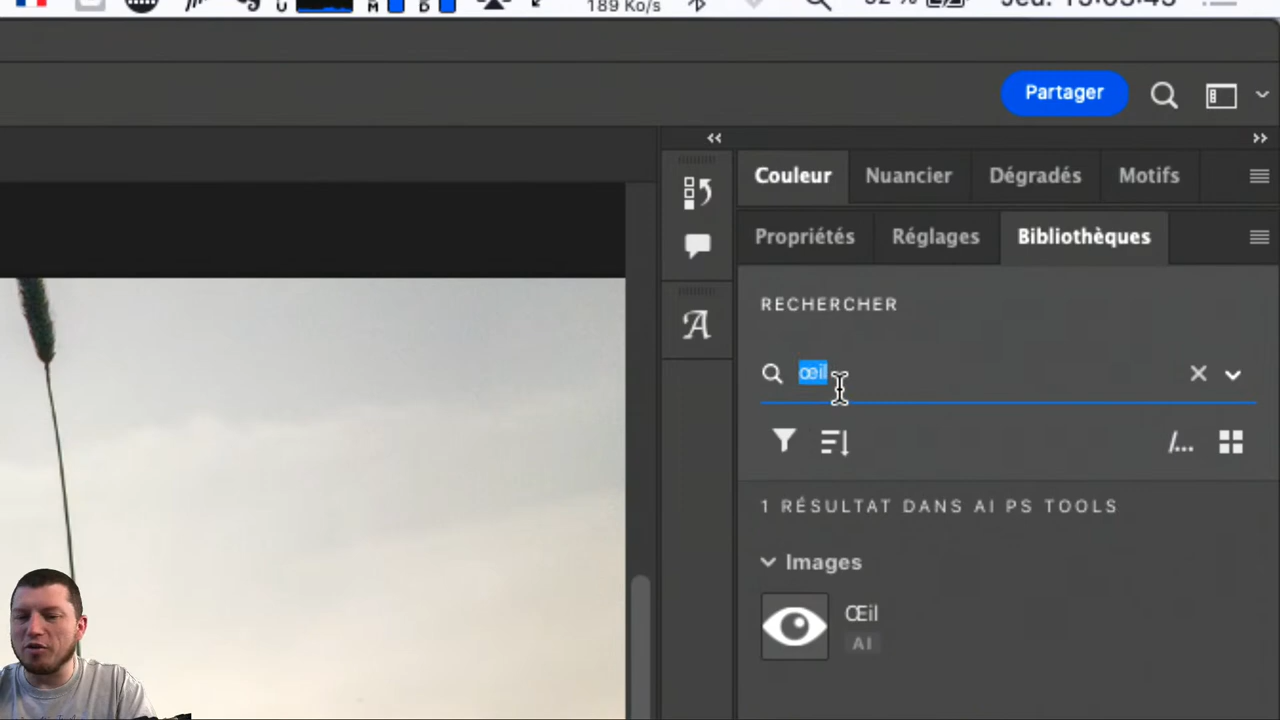 189 Ko/s
Partager
Couleur Nuancier Dégradés Motifs
Propriétés Réglages Bibliothèques
RECHERCHER
œil
/...
1 RÉSULTAT DANS AI PS TOOLS
Images
Œil
AI